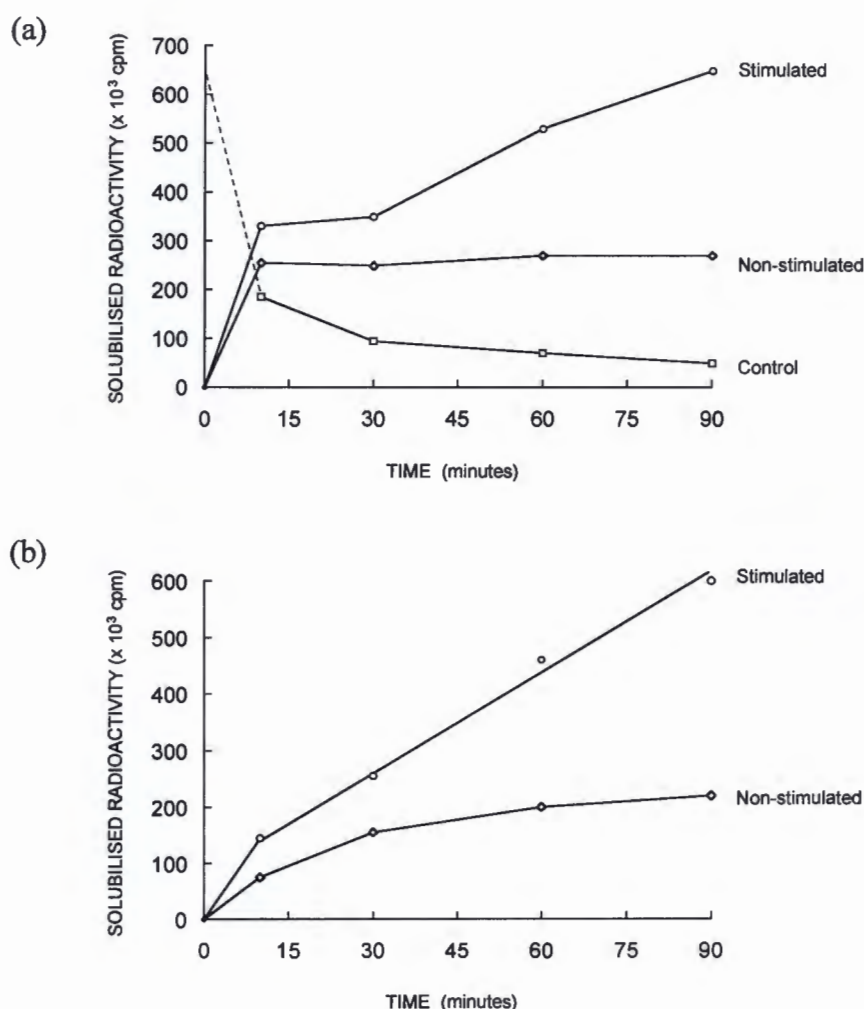 (a)
SOLUBILISED RADIOACTIVITY (x 10³ cpm)
700
600
500
400
300
200
100
0
0 15 30 45 60 75 90
TIME (minutes)
Stimulated
Non-stimulated
Control
(b)
SOLUBILISED RADIOACTIVITY (x 10³ cpm)
600
500
400
300
200
100
0
0 15 30 45 60 75 90
TIME (minutes)
Stimulated
Non-stimulated